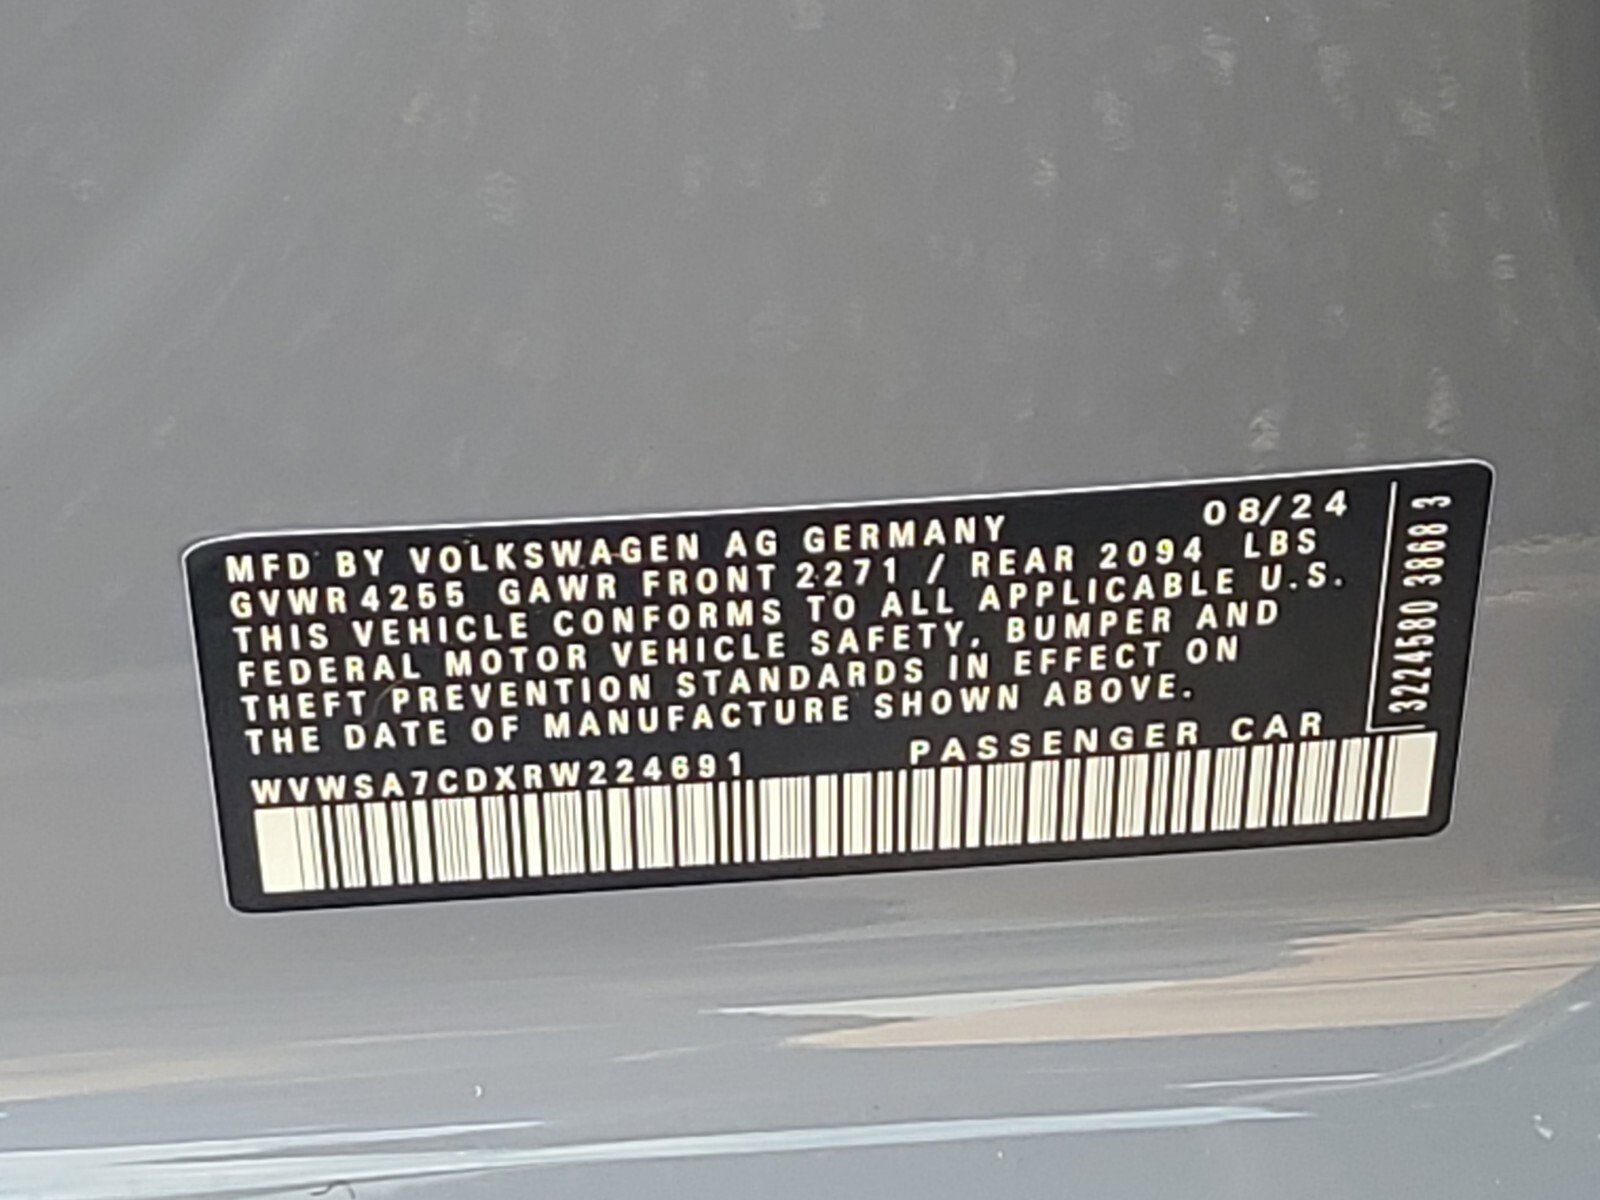 MFD BY VOLKSWAGEN AG GERMANY 08/24
GVWR 4255 GAWR FRONT 2271 / REAR 2094 LBS
THIS VEHICLE CONFORMS TO ALL APPLICABLE U.S.
FEDERAL MOTOR VEHICLE SAFETY, BUMPER AND
THEFT PREVENTION STANDARDS IN EFFECT ON
THE DATE OF MANUFACTURE SHOWN ABOVE.
WVWSA7CDXRW224691 PASSENGER CAR
3224580 3868 3